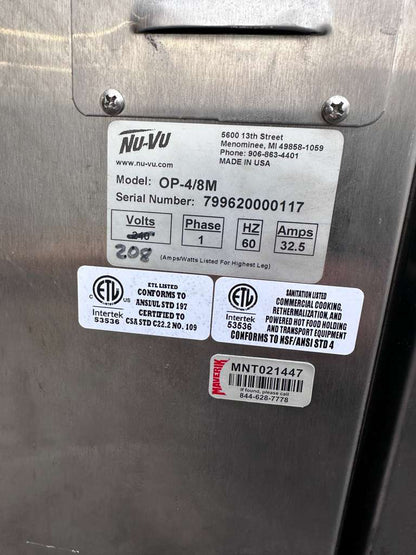 NU-VU
www.nu-vu.com
5600 13th Street
Menominee, MI 49858-1059
Phone: 906-863-4401
MADE IN USA
Model: OP-4/8M
Serial Number: 799620000117
Volts
240
208
Phase
1
HZ
60
Amps
32.5
(Amps/Watts Listed For Highest Leg)
C ETL US
Intertek
53536
ETL LISTED
CONFORMS TO
ANSI/UL STD 197
CERTIFIED TO
CSA STD C22.2 NO. 109
ETL
Intertek
53536
SANITATION LISTED
COMMERCIAL COOKING,
RETHERMALIZATION, AND
POWERED HOT FOOD HOLDING
AND TRANSPORT EQUIPMENT
CONFORMS TO NSF/ANSI STD 4
MAVERIK
MNT021447
If found, please call
844-628-7778